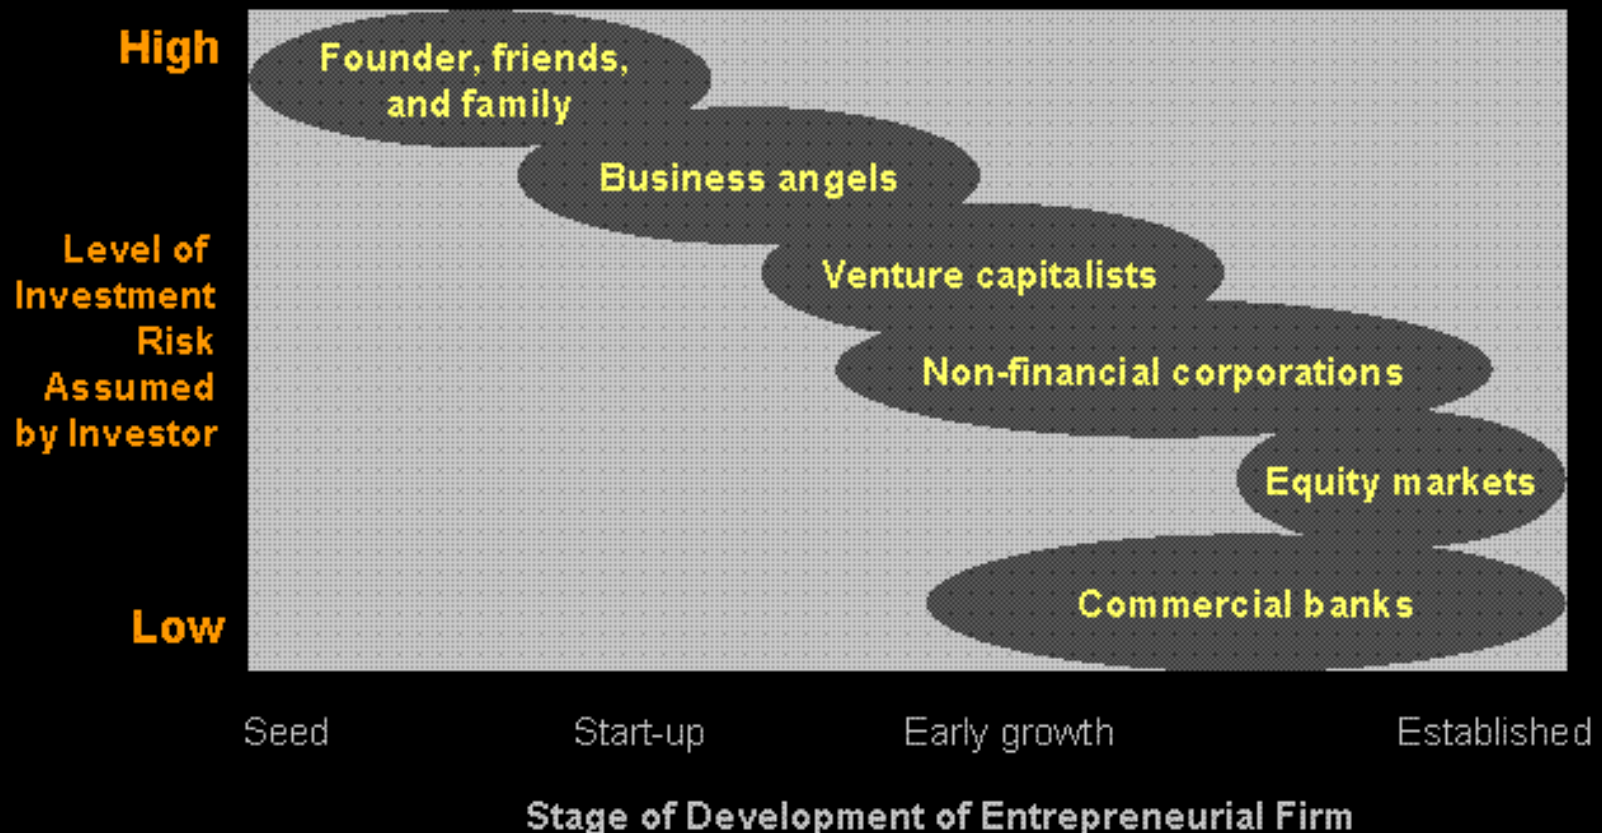 High
Founder, friends,
and family
Business angels
Venture capitalists
Level of
Investment
Risk
Assumed
by Investor
Non-financial corporations
Equity markets
Commercial banks
Low
Seed
Start-up
Early growth
Established
Stage of Development of Entrepreneurial Firm